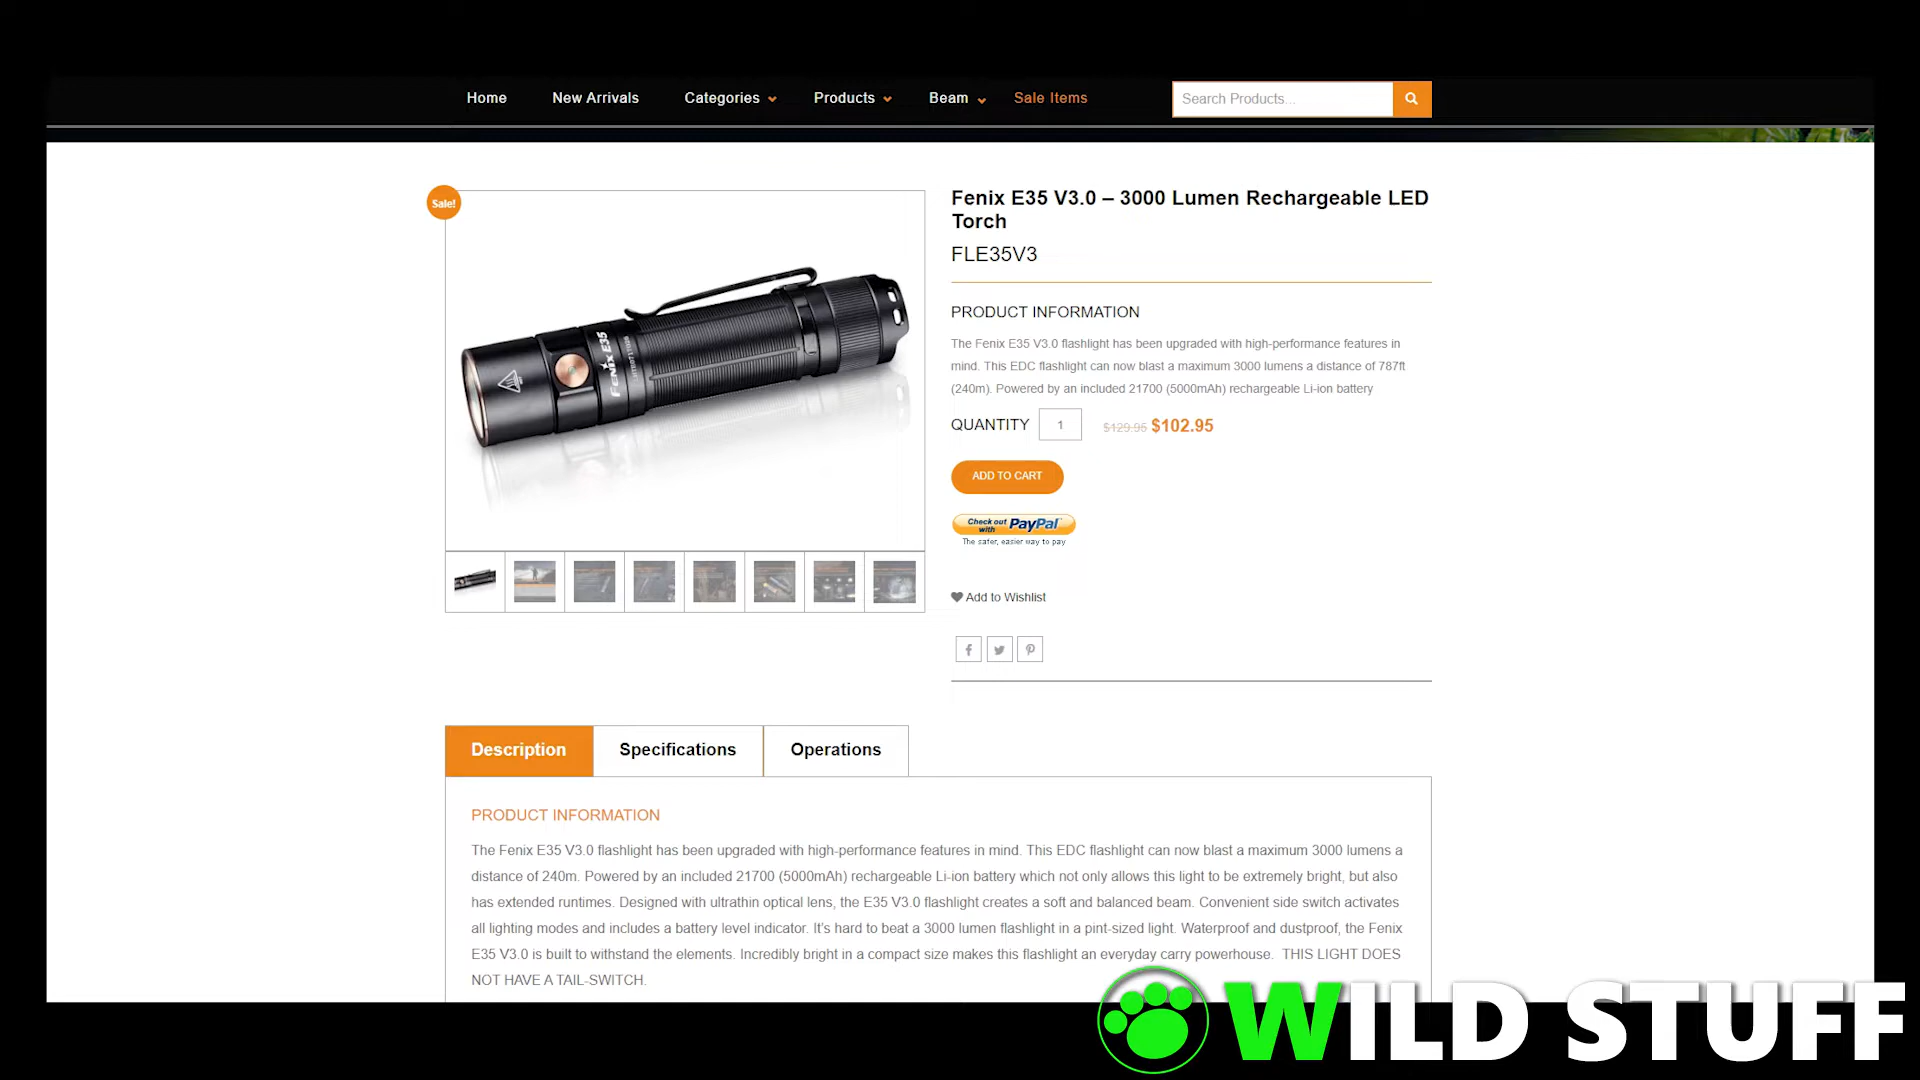 Home New Arrivals Categories Products Beam Sale Items Search Products...
Sale!
FENIX E35
Fenix E35 V3.0 – 3000 Lumen Rechargeable LED
Torch
FLE35V3
PRODUCT INFORMATION
The Fenix E35 V3.0 flashlight has been upgraded with high-performance features in
mind. This EDC flashlight can now blast a maximum 3000 lumens a distance of 787ft
(240m). Powered by an included 21700 (5000mAh) rechargeable Li-ion battery
QUANTITY 1 $129.95 $102.95
ADD TO CART
Check out
with PayPal
The safer, easier way to pay
Add to Wishlist
Description Specifications Operations
PRODUCT INFORMATION
The Fenix E35 V3.0 flashlight has been upgraded with high-performance features in mind. This EDC flashlight can now blast a maximum 3000 lumens a
distance of 240m. Powered by an included 21700 (5000mAh) rechargeable Li-ion battery which not only allows this light to be extremely bright, but also
has extended runtimes. Designed with ultrathin optical lens, the E35 V3.0 flashlight creates a soft and balanced beam. Convenient side switch activates
all lighting modes and includes a battery level indicator. It's hard to beat a 3000 lumen flashlight in a pint-sized light. Waterproof and dustproof, the Fenix
E35 V3.0 is built to withstand the elements. Incredibly bright in a compact size makes this flashlight an everyday carry powerhouse. THIS LIGHT DOES
NOT HAVE A TAIL-SWITCH.
WILD STUFF